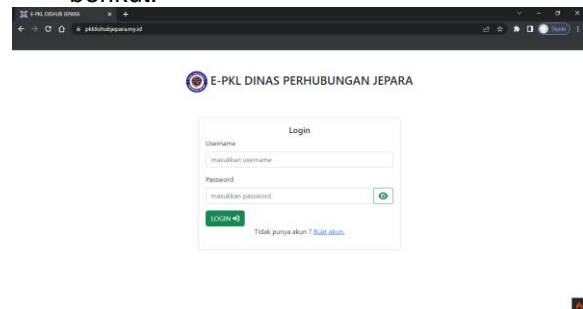 berikut:
E-PKL DISHUB JEPARA
pkldishubjepara.my.id
E-PKL DINAS PERHUBUNGAN JEPARA
Login
Username
masukkan username
Password
masukkan password
LOGIN
Tidak punya akun ? Buat akun.